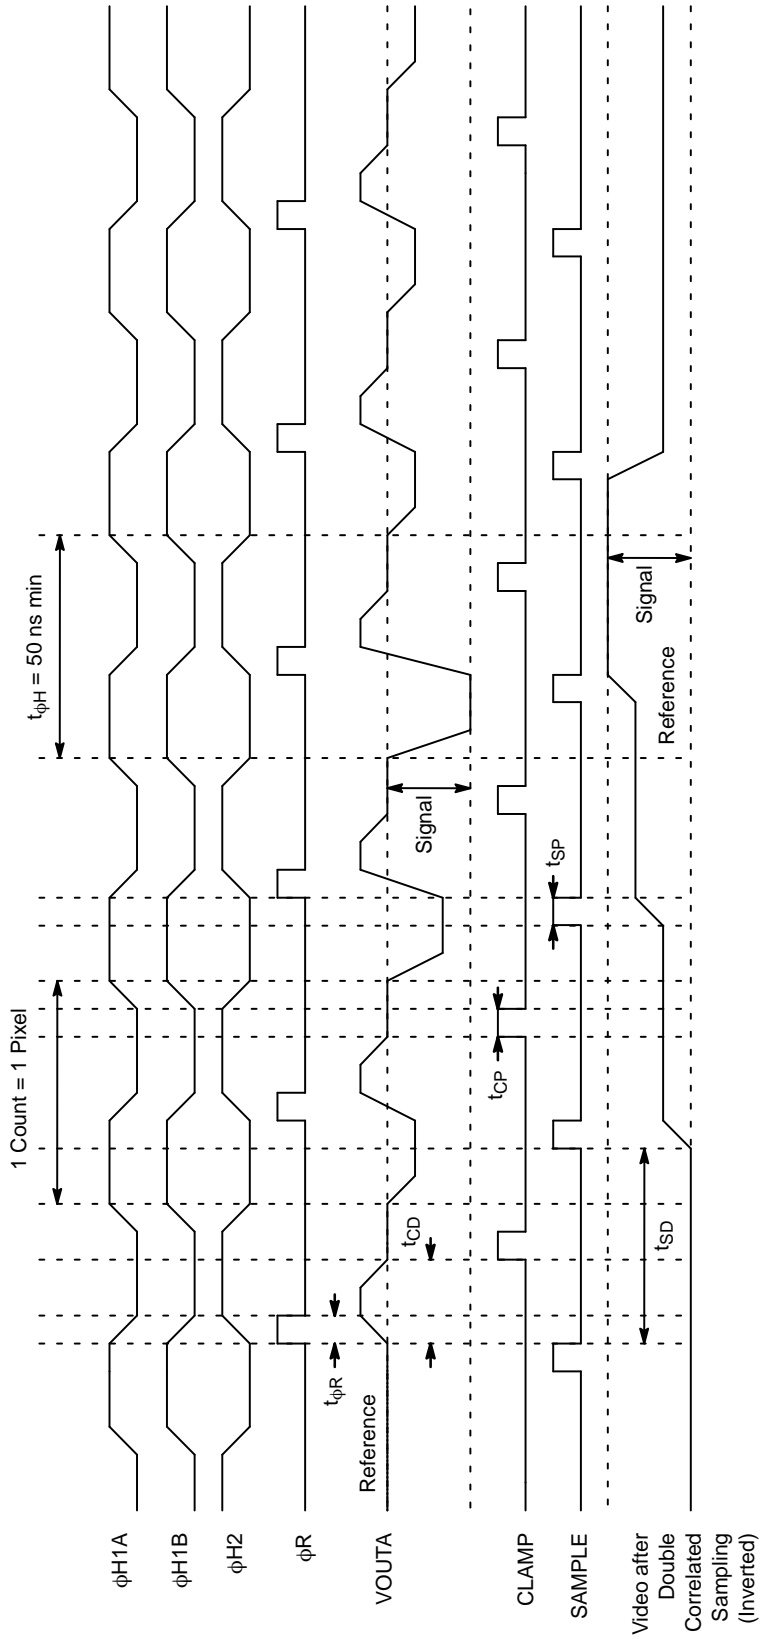 1 Count = 1 Pixel
tφH = 50 ns min
φH1A
φH1B
φH2
φR
tφR
VOUTA
Reference
tCD
Signal
CLAMP
tCP
SAMPLE
tSP
Video after
Double
Correlated
Sampling
(Inverted)
tSD
Reference
Signal